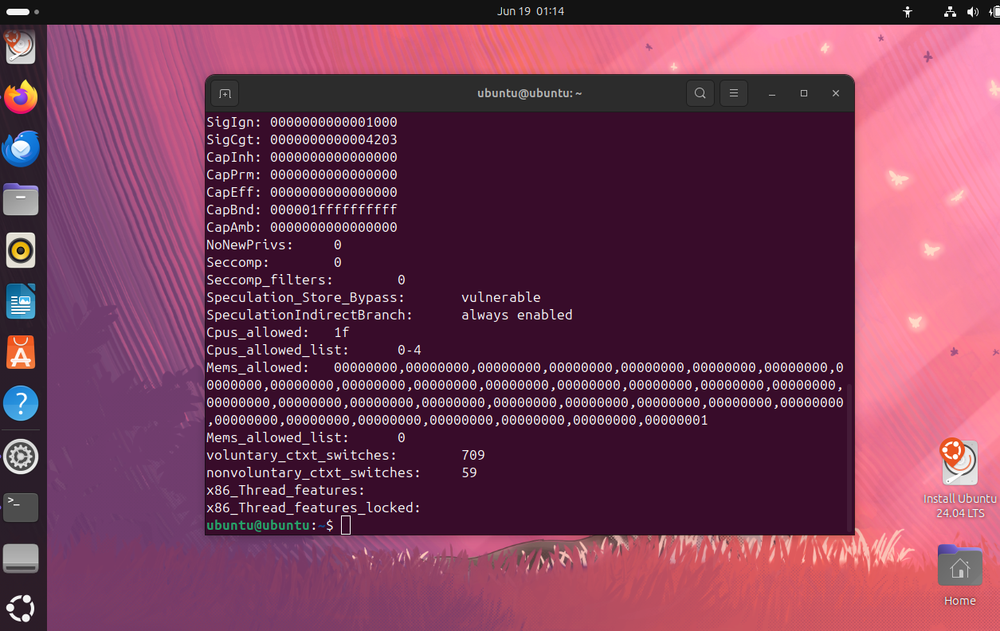 Jun 19 01:14
ubuntu@ubuntu: ~
SigIgn: 0000000000001000
SigCgt: 0000000000004203
CapInh: 0000000000000000
CapPrm: 0000000000000000
CapEff: 0000000000000000
CapBnd: 000001ffffffffff
CapAmb: 0000000000000000
NoNewPrivs: 0
Seccomp: 0
Seccomp_filters: 0
Speculation_Store_Bypass: vulnerable
SpeculationIndirectBranch: always enabled
Cpus_allowed: 1f
Cpus_allowed_list: 0-4
Mems_allowed: 00000000,00000000,00000000,00000000,00000000,00000000,00000000,0
0000000,00000000,00000000,00000000,00000000,00000000,00000000,00000000,00000000,
00000000,00000000,00000000,00000000,00000000,00000000,00000000,00000000,00000000
,00000000,00000000,00000000,00000000,00000000,00000000,00000001
Mems_allowed_list: 0
voluntary_ctxt_switches: 709
nonvoluntary_ctxt_switches: 59
x86_Thread_features:
x86_Thread_features_locked:
ubuntu@ubuntu:~$
Install Ubuntu
24.04 LTS
Home